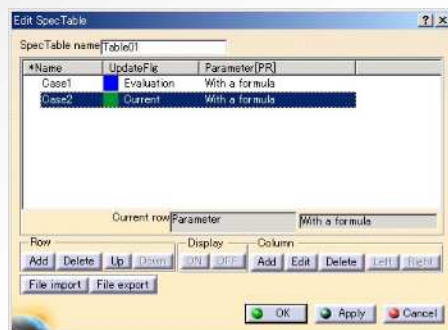 Edit SpecTable
SpecTable name Table01
*Name UpdateFlg Parameter[PR]
Case1 Evaluation With a formula
Case2 Current With a formula
Current row Parameter With a formula
Row Display Column
Add Delete Up Down ON OFF Add Edit Delete Left Right
File import File export
OK Apply Cancel